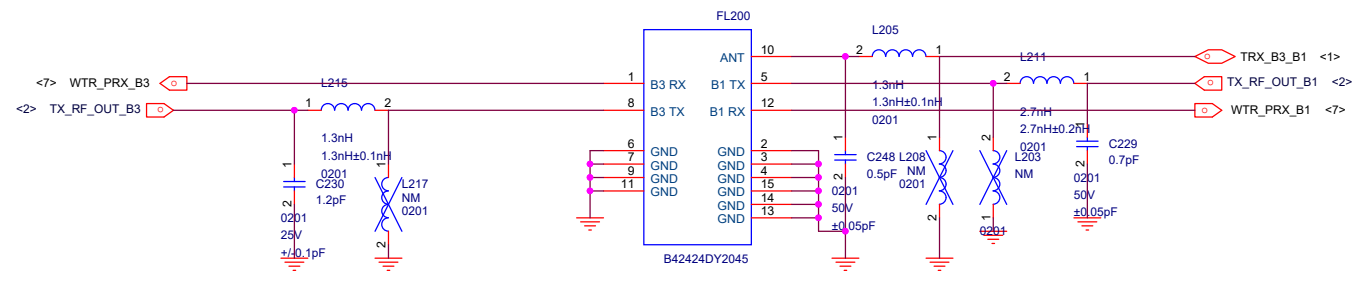 FL200
L205
10
2
1
ANT
TRX_B3_B1 <1>
L211
<7> WTR_PRX_B3
1
B3 RX
B1 TX
5
2
1
TX_RF_OUT_B1 <2>
L215
1.3nH
<2> TX_RF_OUT_B3
1
2
8
B3 TX
B1 RX
12
1.3nH±0.1nH
2.7nH
WTR_PRX_B1 <7>
0201
2.7nH±0.2nH
1.3nH
1.3nH±0.1nH
0201
0201
6
GND
GND
2
7
GND
GND
3
9
GND
GND
4
11
GND
GND
15
GND
14
GND
13
1
C230
1.2pF
2
0201
25V
+/-0.1pF
1
L217
NM
0201
2
1
C248
0.5pF
2
0201
50V
±0.05pF
1
L208
NM
0201
2
2
L203
NM
1
0201
1
C229
0.7pF
2
0201
50V
±0.05pF
B42424DY2045